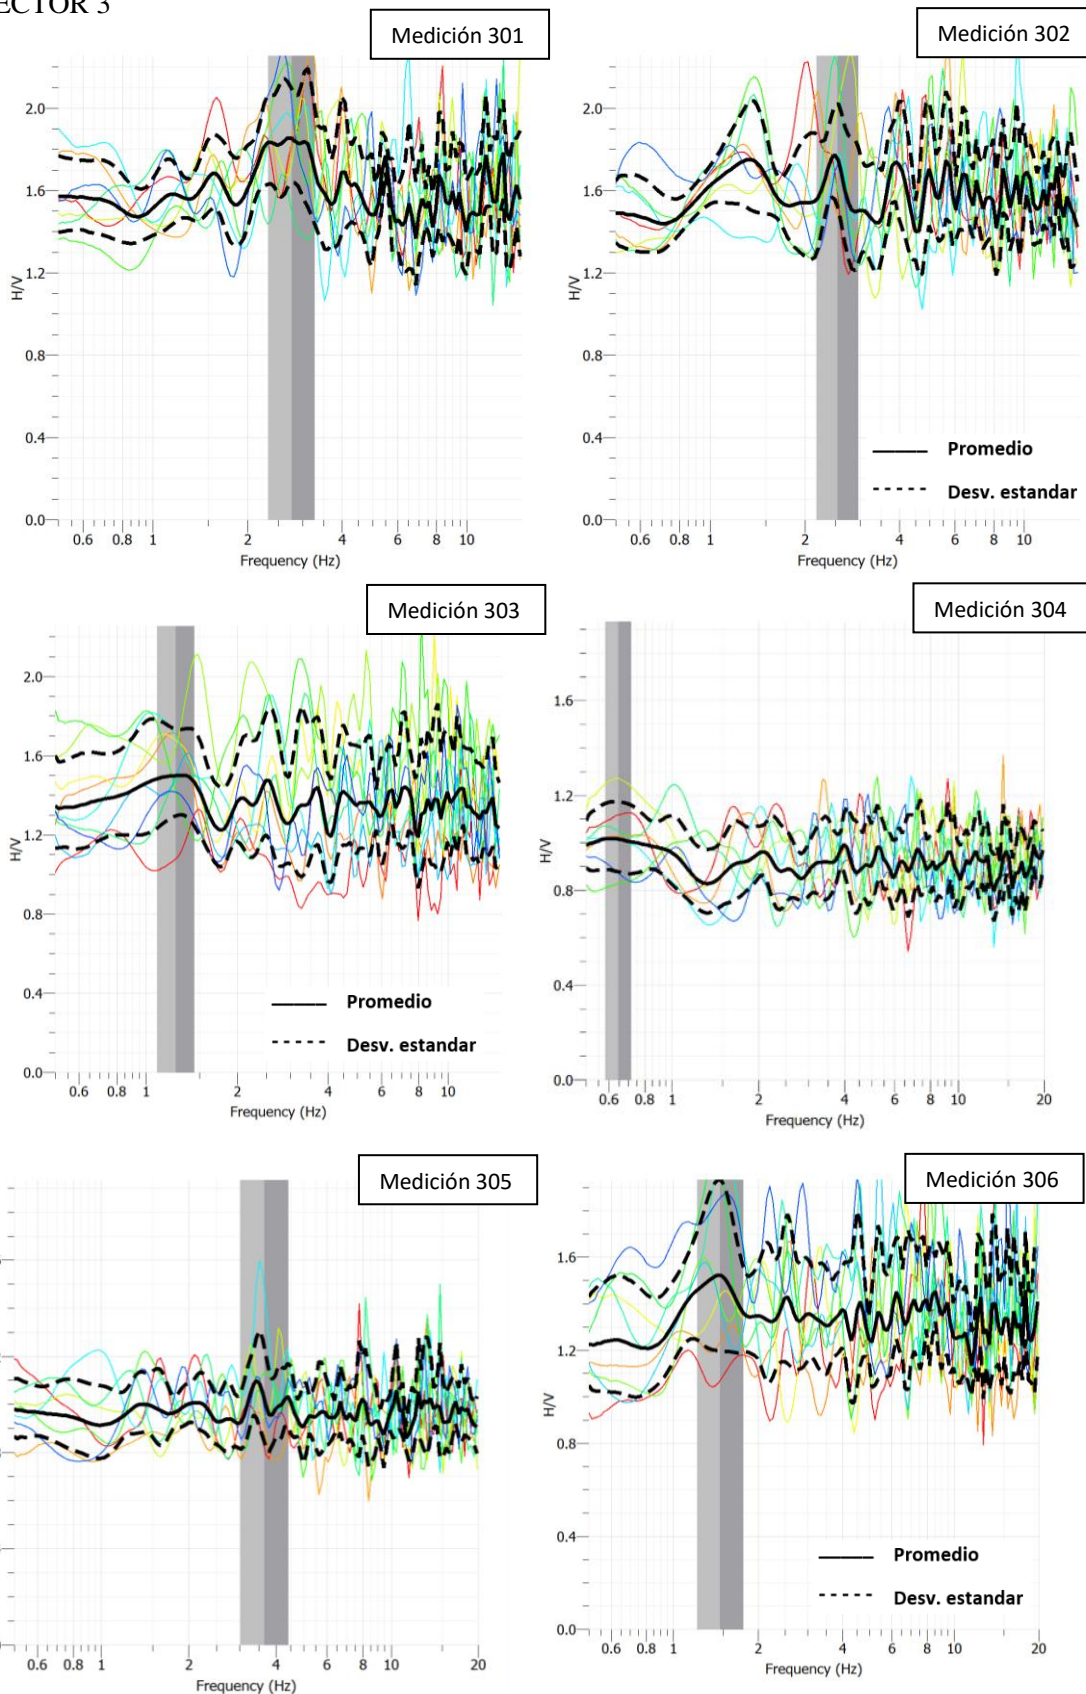 ECTOR 3
Medición 301
Medición 302
2.0
1.6
1.2
0.8
0.4
0.0
H/V
0.6 0.8 1 2 4 6 8 10
Frequency (Hz)
2.0
1.6
1.2
0.8
0.4
0.0
H/V
Promedio
Desv. estandar
0.6 0.8 1 2 4 6 8 10
Frequency (Hz)
Medición 303
Medición 304
2.0
1.6
1.2
0.8
0.4
0.0
H/V
Promedio
Desv. estandar
0.6 0.8 1 2 4 6 8 10
Frequency (Hz)
1.6
1.2
0.8
0.4
0.0
H/V
0.6 0.8 1 2 4 6 8 10 20
Frequency (Hz)
Medición 305
Medición 306
0.6 0.8 1 2 4 6 8 10 20
Frequency (Hz)
1.6
1.2
0.8
0.4
0.0
H/V
Promedio
Desv. estandar
0.6 0.8 1 2 4 6 8 10 20
Frequency (Hz)